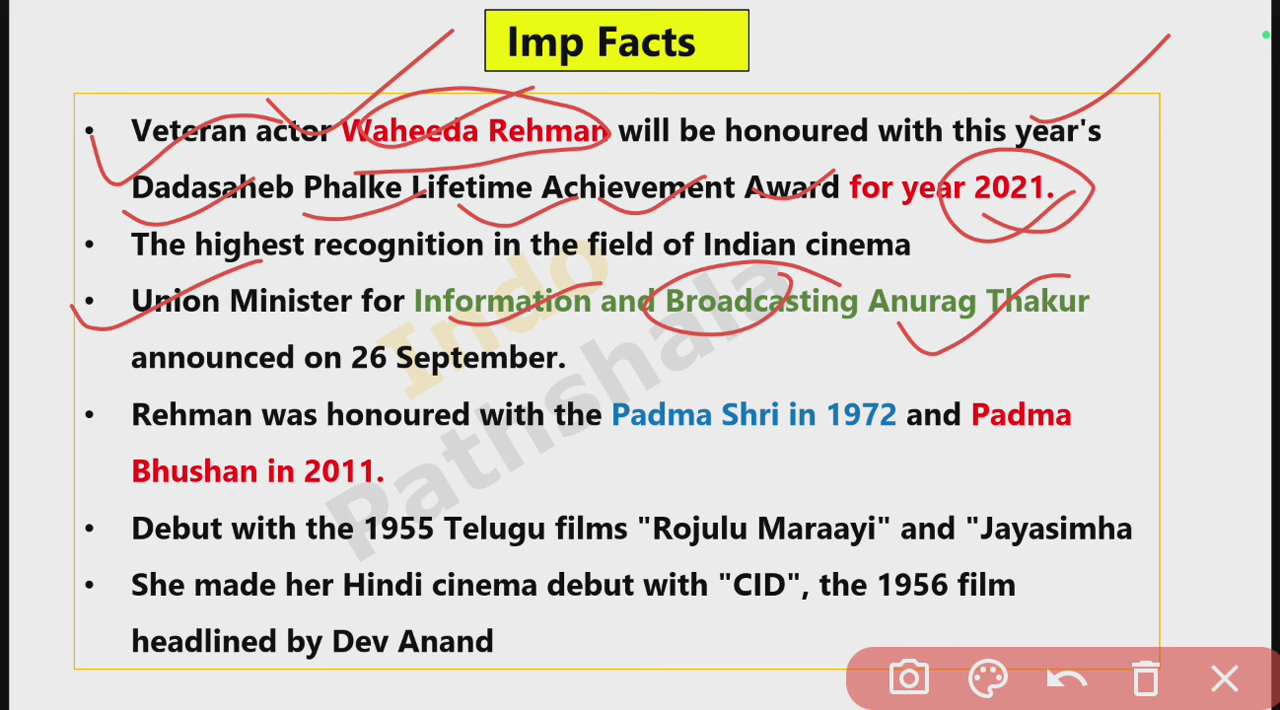 Imp Facts
• Veteran actor Waheeda Rehman will be honoured with this year's
Dadasaheb Phalke Lifetime Achievement Award for year 2021.
• The highest recognition in the field of Indian cinema
• Union Minister for Information and Broadcasting Anurag Thakur
announced on 26 September.
• Rehman was honoured with the Padma Shri in 1972 and Padma
Bhushan in 2011.
• Debut with the 1955 Telugu films "Rojulu Maraayi" and "Jayasimha
• She made her Hindi cinema debut with "CID", the 1956 film
headlined by Dev Anand
Indo
Pathshala